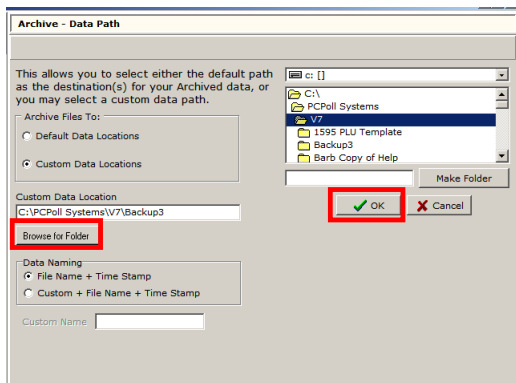 Archive - Data Path
This allows you to select either the default path
as the destination(s) for your Archived data, or
you may select a custom data path.
Archive Files To:
Default Data Locations
Custom Data Locations
Custom Data Location
C:\PCPoll Systems\V7\Backup3
Browse for Folder
Data Naming
File Name + Time Stamp
Custom + File Name + Time Stamp
Custom Name
c: []
C:\
PCPoll Systems
V7
1595 PLU Template
Backup3
Barb Copy of Help
Make Folder
OK
Cancel